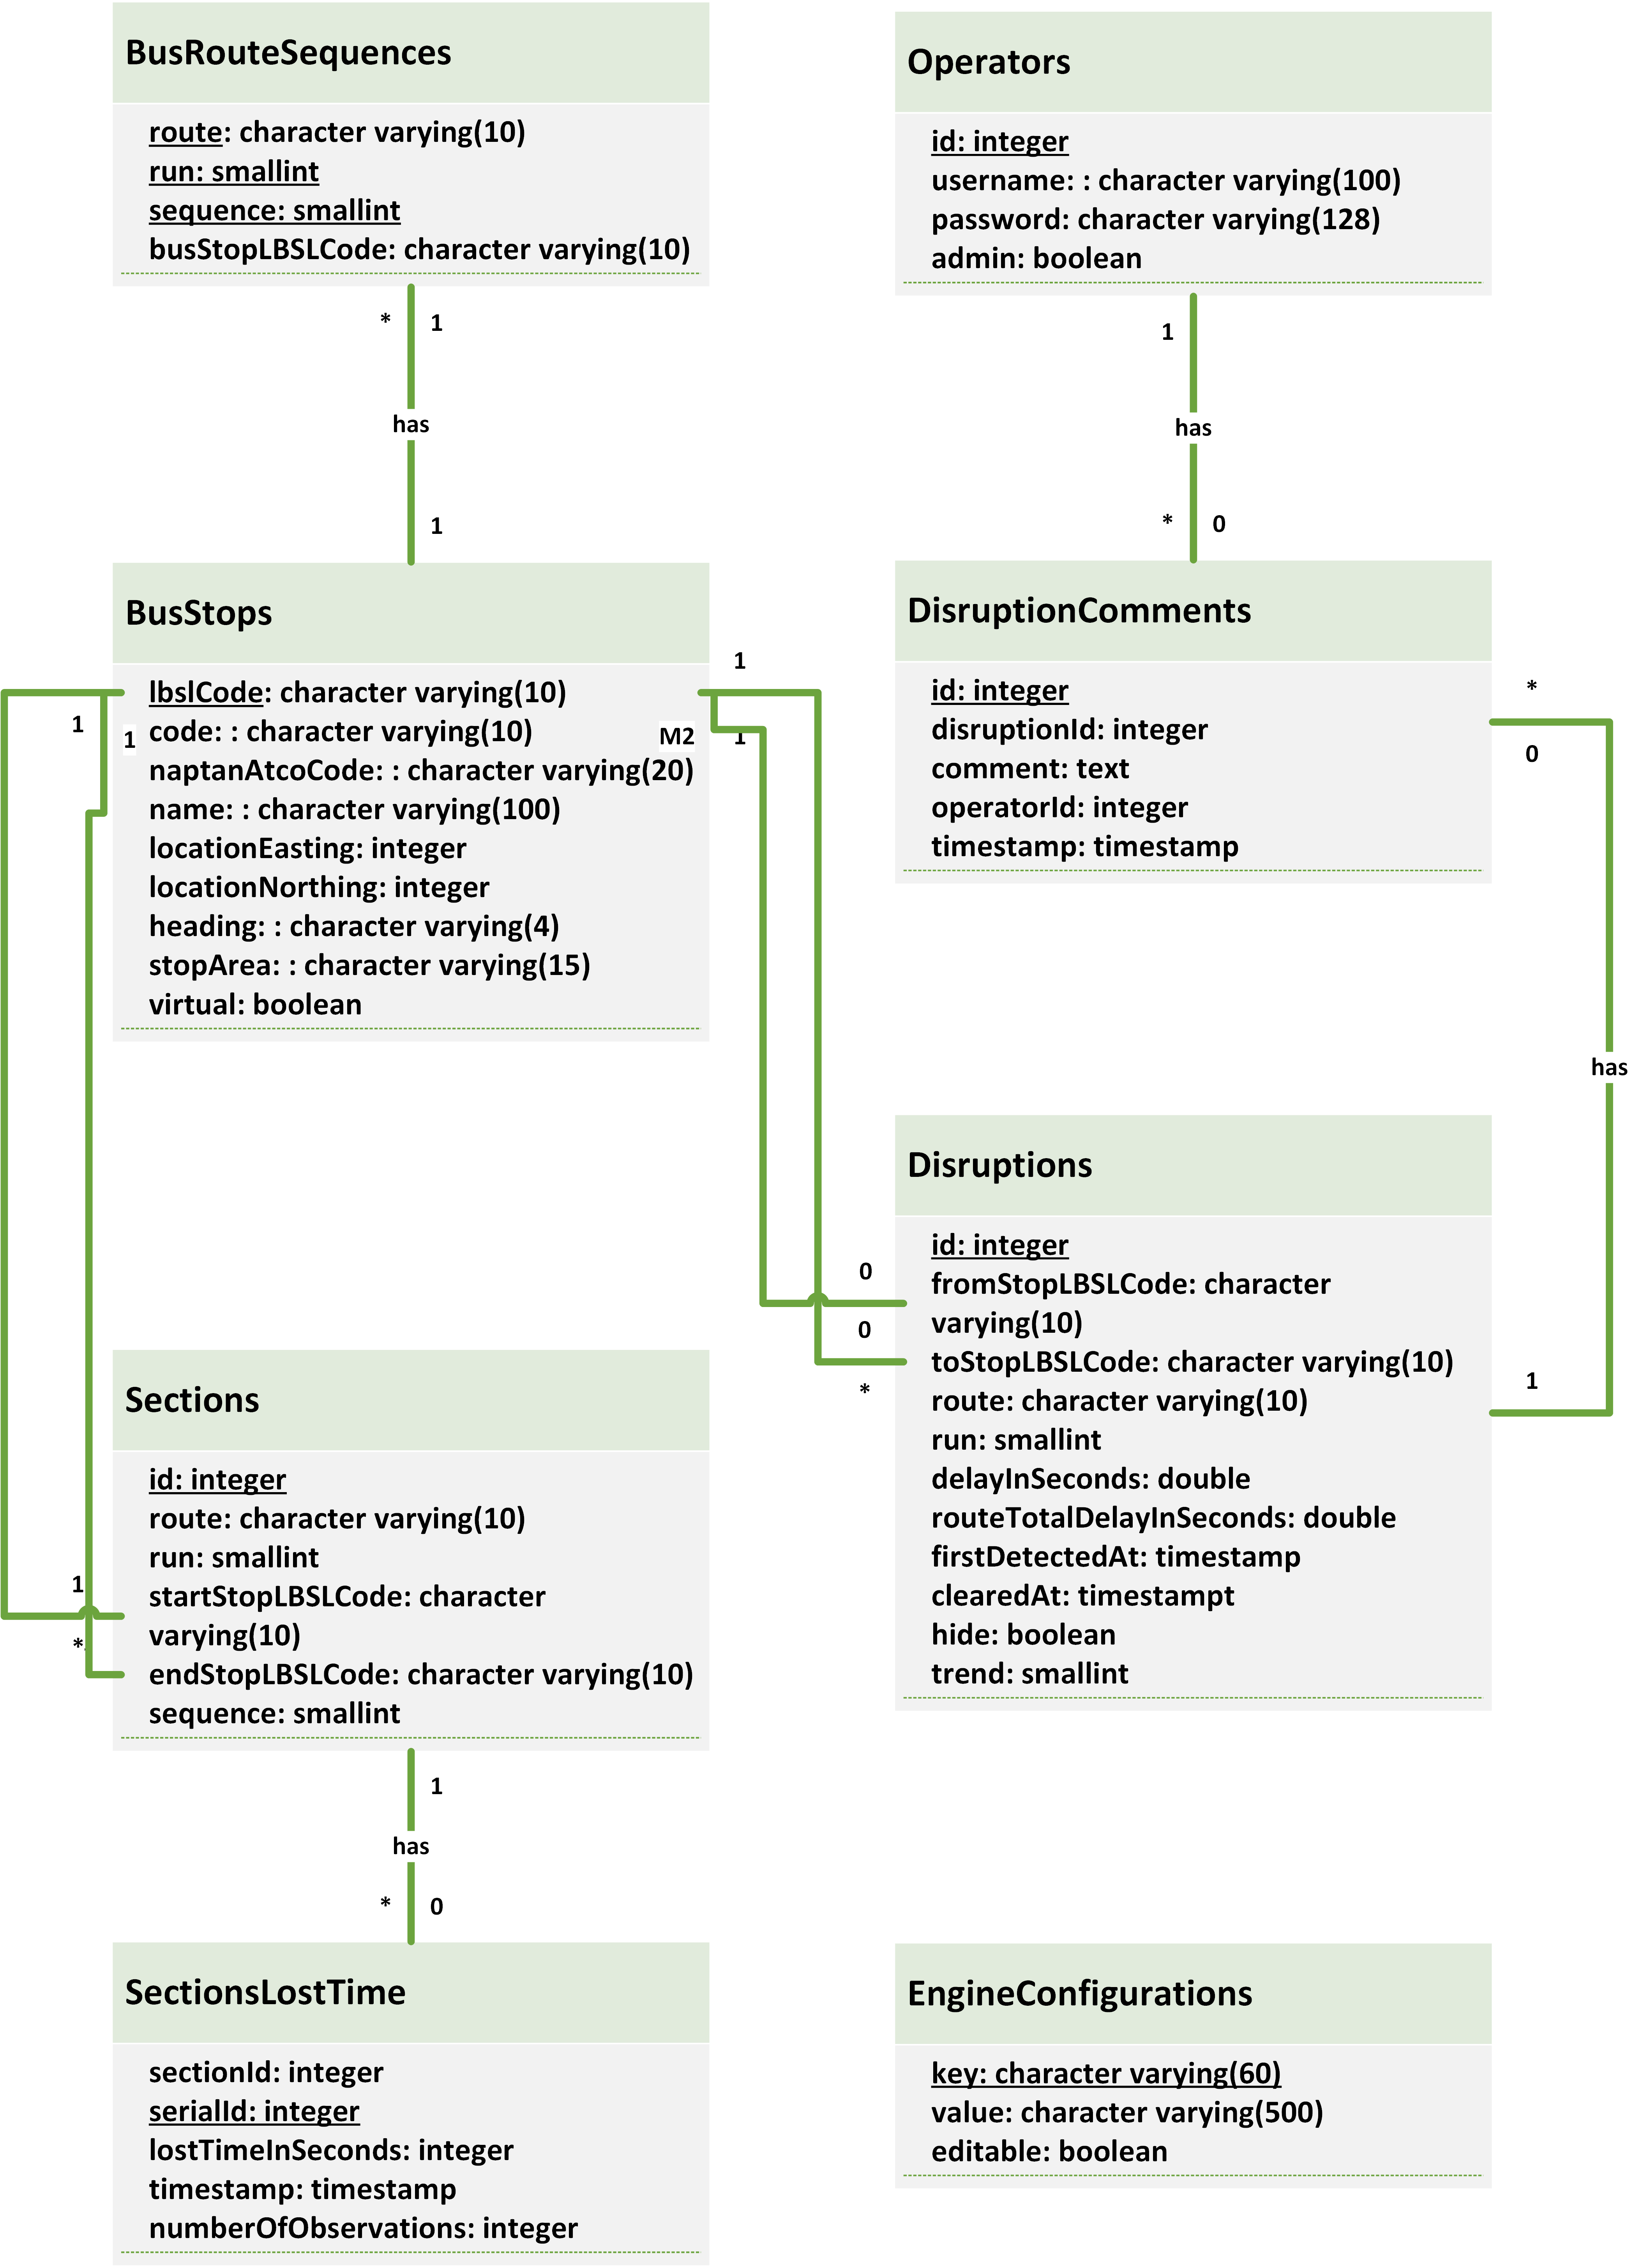 BusRouteSequences
route: character varying(10)
run: smallint
sequence: smallint
busStopLBSLCode: character varying(10)
* 1
has
1
Operators
id: integer
username: : character varying(100)
password: character varying(128)
admin: boolean
1
has
* 0
BusStops
lbslCode: character varying(10)
code: : character varying(10)
naptanAtcoCode: : character varying(20)
name: : character varying(100)
locationEasting: integer
locationNorthing: integer
heading: : character varying(4)
stopArea: : character varying(15)
virtual: boolean
1
1
1
M2
1
DisruptionComments
id: integer
disruptionId: integer
comment: text
operatorId: integer
timestamp: timestamp
*
0
has
1
Disruptions
id: integer
fromStopLBSLCode: character
varying(10)
toStopLBSLCode: character varying(10)
route: character varying(10)
run: smallint
delayInSeconds: double
routeTotalDelayInSeconds: double
firstDetectedAt: timestamp
clearedAt: timestampt
hide: boolean
trend: smallint
0
0
*
Sections
id: integer
route: character varying(10)
run: smallint
startStopLBSLCode: character
varying(10)
endStopLBSLCode: character varying(10)
sequence: smallint
1
*
1
has
* 0
SectionsLostTime
sectionId: integer
serialId: integer
lostTimeInSeconds: integer
timestamp: timestamp
numberOfObservations: integer
EngineConfigurations
key: character varying(60)
value: character varying(500)
editable: boolean